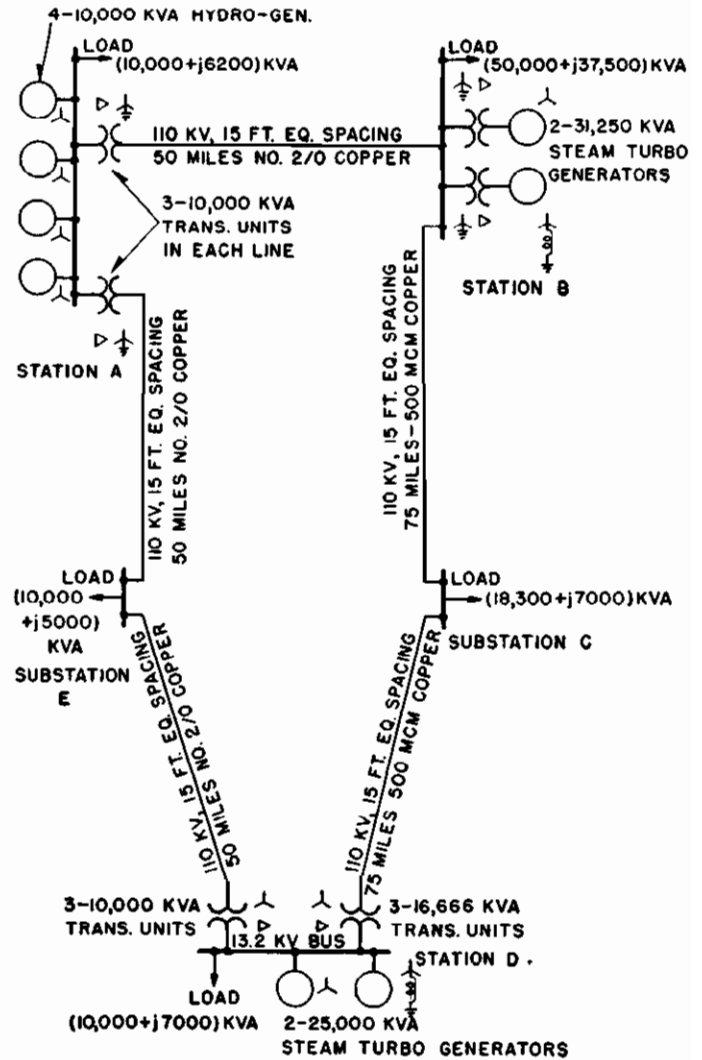 4-10,000 KVA HYDRO-GEN.
LOAD
(10,000+j6200) KVA
LOAD
(50,000+j37,500) KVA
110 KV, 15 FT. EQ. SPACING
50 MILES NO. 2/0 COPPER
2-31,250 KVA
STEAM TURBO
GENERATORS
3-10,000 KVA
TRANS. UNITS
IN EACH LINE
STATION B
STATION A
110 KV, 15 FT. EQ. SPACING
50 MILES NO. 2/0 COPPER
110 KV, 15 FT. EQ. SPACING
75 MILES-500 MCM COPPER
LOAD
(10,000
+j5000)
KVA
SUBSTATION
E
LOAD
(18,300+j7000) KVA
SUBSTATION C
110 KV, 15 FT. EQ. SPACING
50 MILES NO. 2/0 COPPER
110 KV, 15 FT. EQ. SPACING
75 MILES 500 MCM COPPER
3-10,000 KVA
TRANS. UNITS
3-16,666 KVA
TRANS. UNITS
13.2 KV BUS
STATION D.
LOAD
(10,000+j7000) KVA
2-25,000 KVA
STEAM TURBO GENERATORS